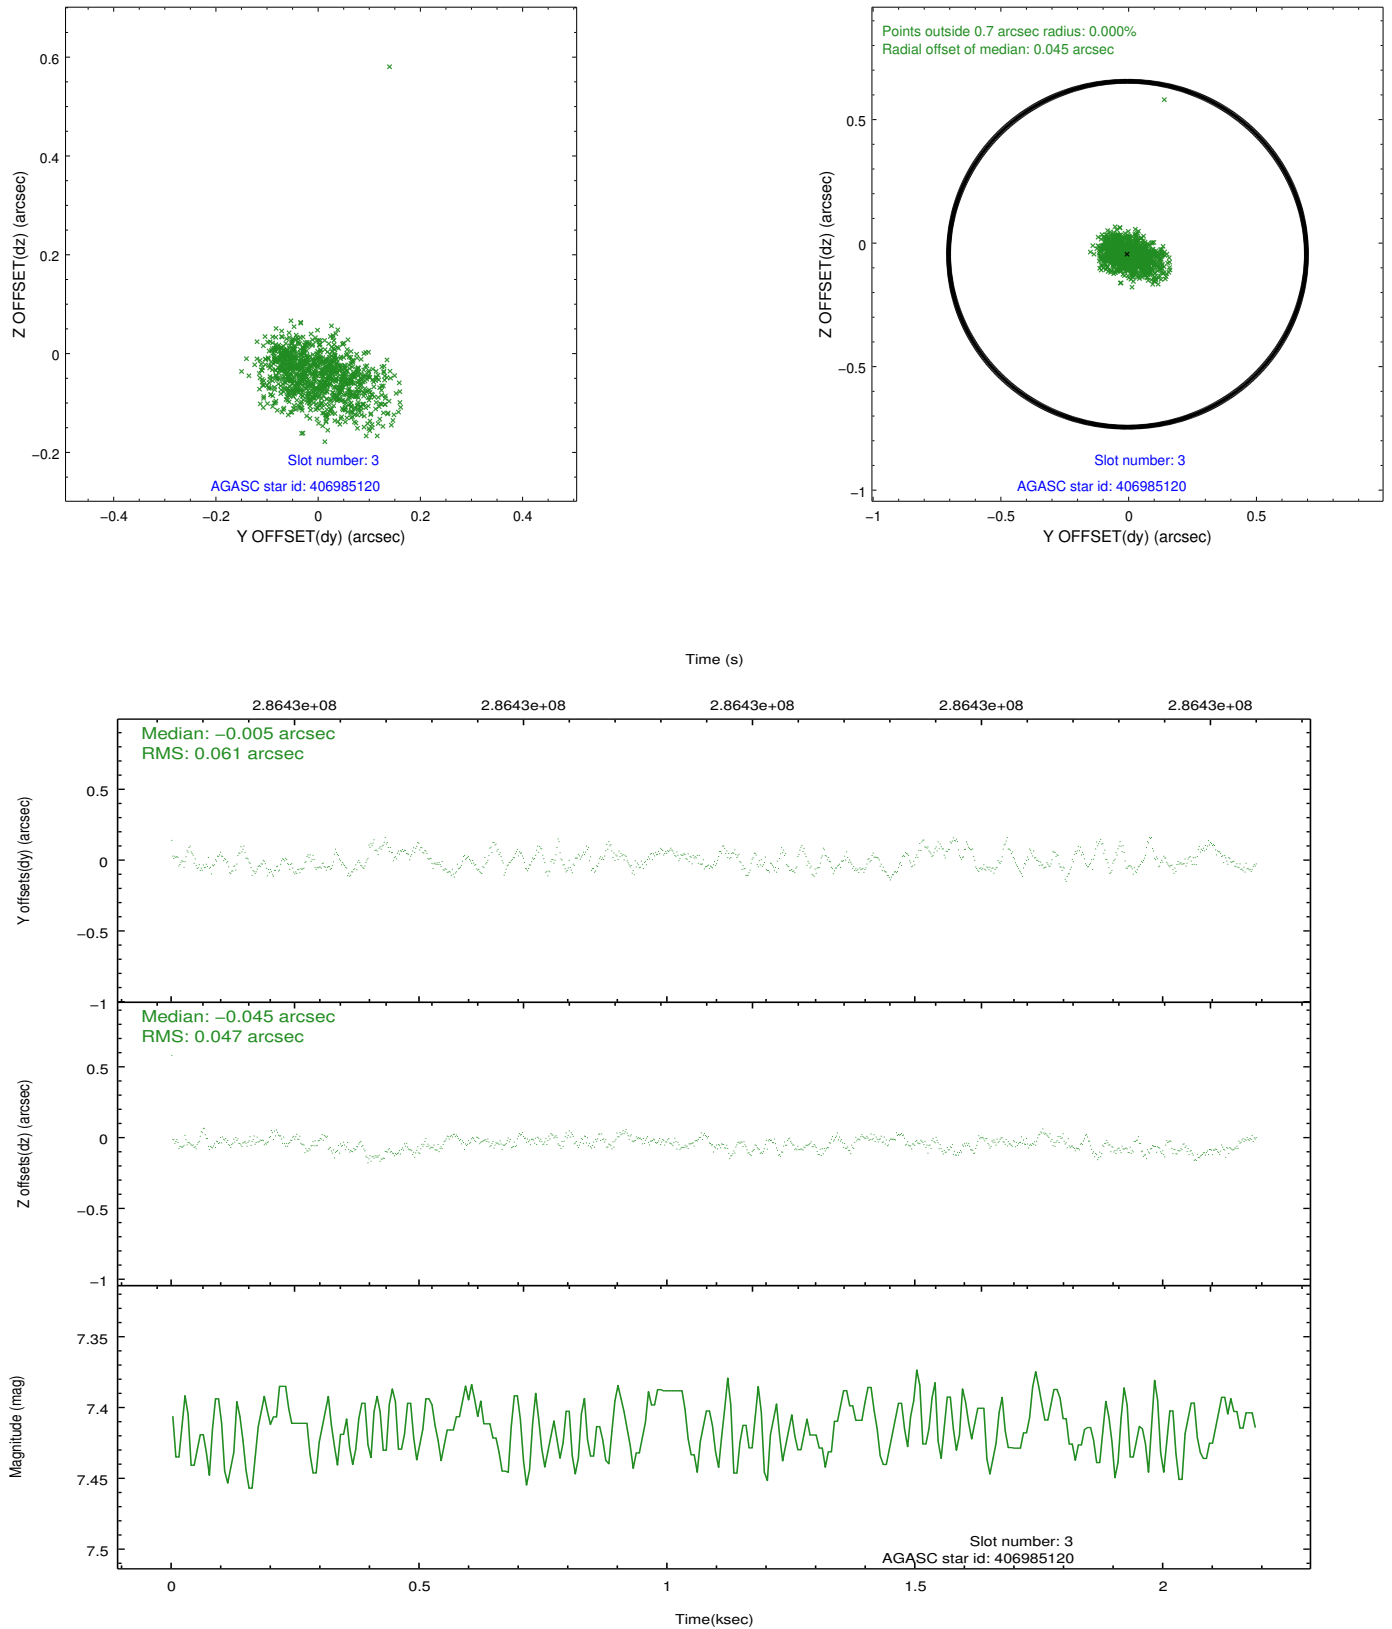 0.6
0.4
0.2
0
−0.2
Z OFFSET(dz) (arcsec)
Slot number: 3
AGASC star id: 406985120
−0.4
−0.2
0
0.2
0.4
Y OFFSET(dy) (arcsec)
Points outside 0.7 arcsec radius: 0.000%
Radial offset of median: 0.045 arcsec
0.5
0
−0.5
−1
Z OFFSET(dz) (arcsec)
Slot number: 3
AGASC star id: 406985120
−1
−0.5
0
0.5
Y OFFSET(dy) (arcsec)
Time (s)
2.8643e+08
2.8643e+08
2.8643e+08
2.8643e+08
2.8643e+08
Median: −0.005 arcsec
RMS: 0.061 arcsec
0.5
0
−0.5
−1
Y offsets(dy) (arcsec)
Median: −0.045 arcsec
RMS: 0.047 arcsec
0.5
0
−0.5
−1
Z offsets(dz) (arcsec)
7.35
7.4
7.45
7.5
Magnitude (mag)
Slot number: 3
AGASC star id: 406985120
0
0.5
1
1.5
2
Time(ksec)